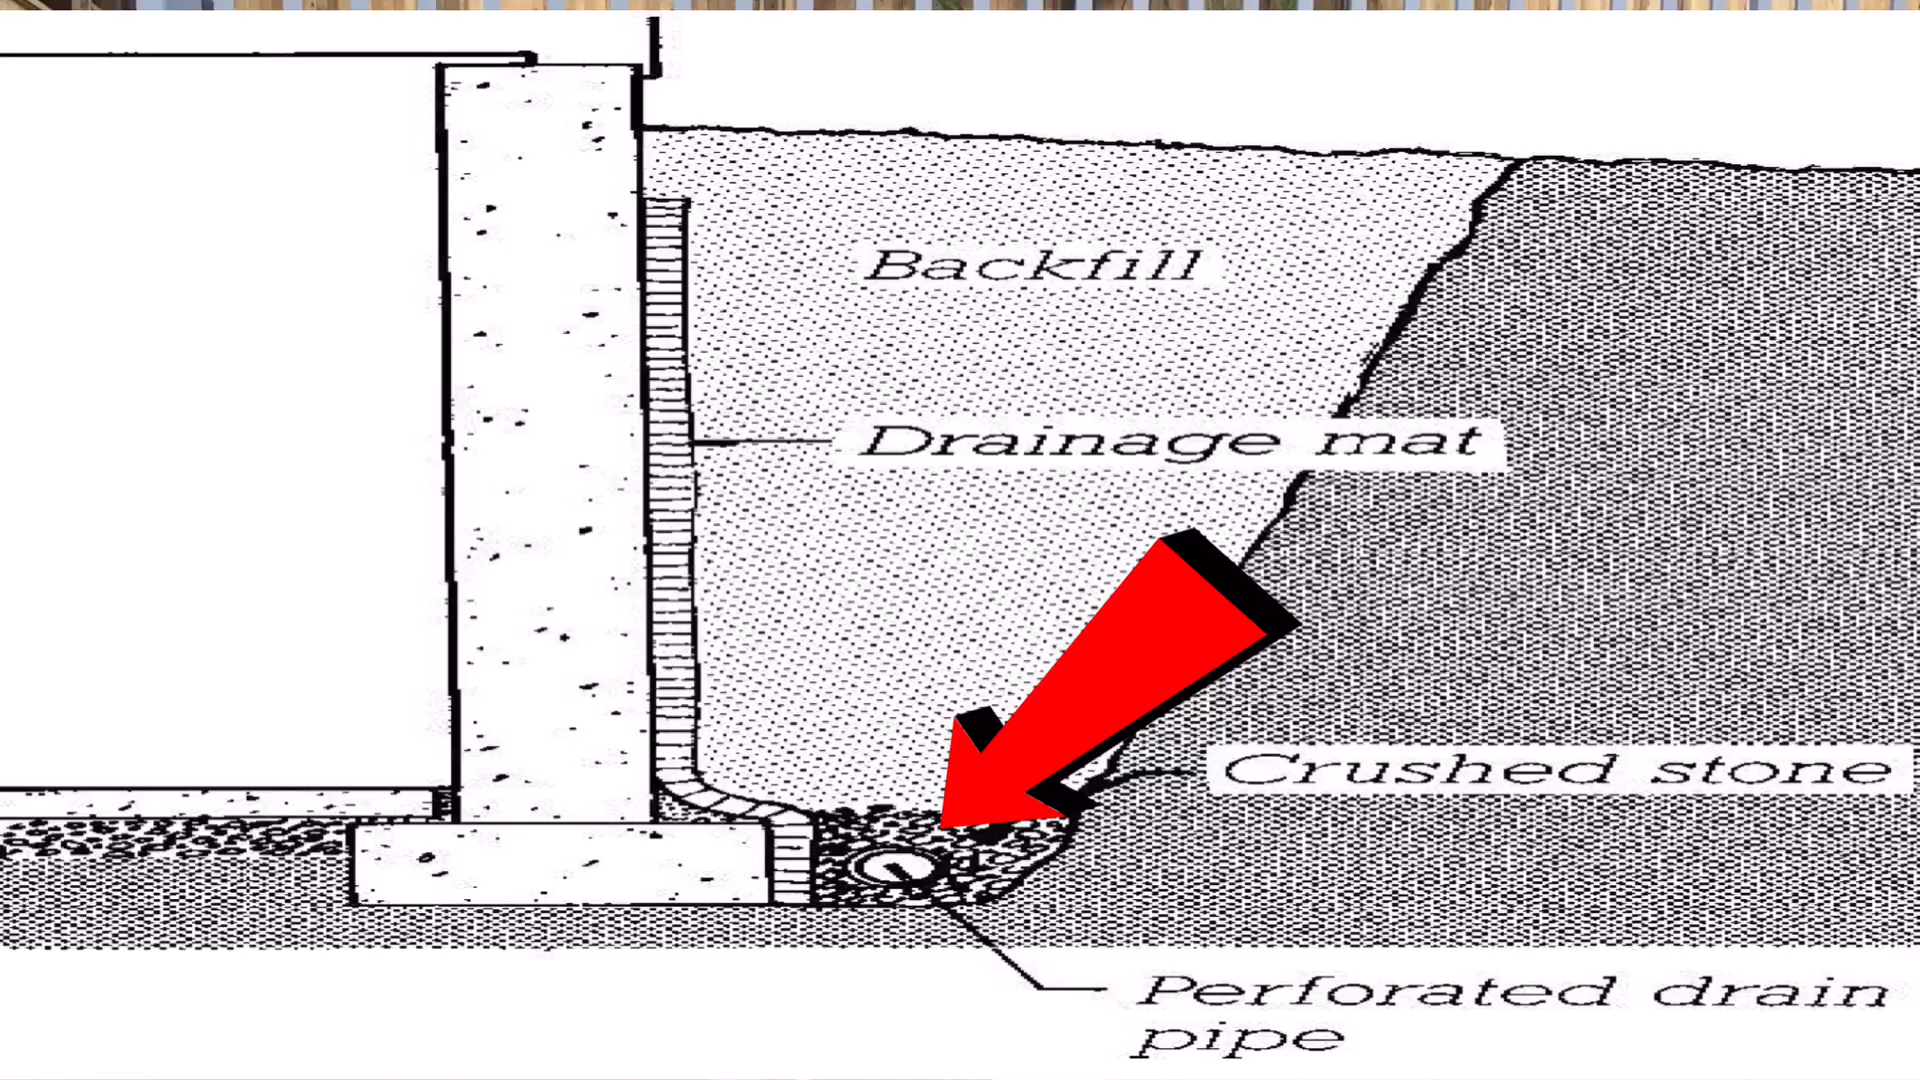 Backfill
Drainage mat
Crushed stone
Perforated drain
pipe